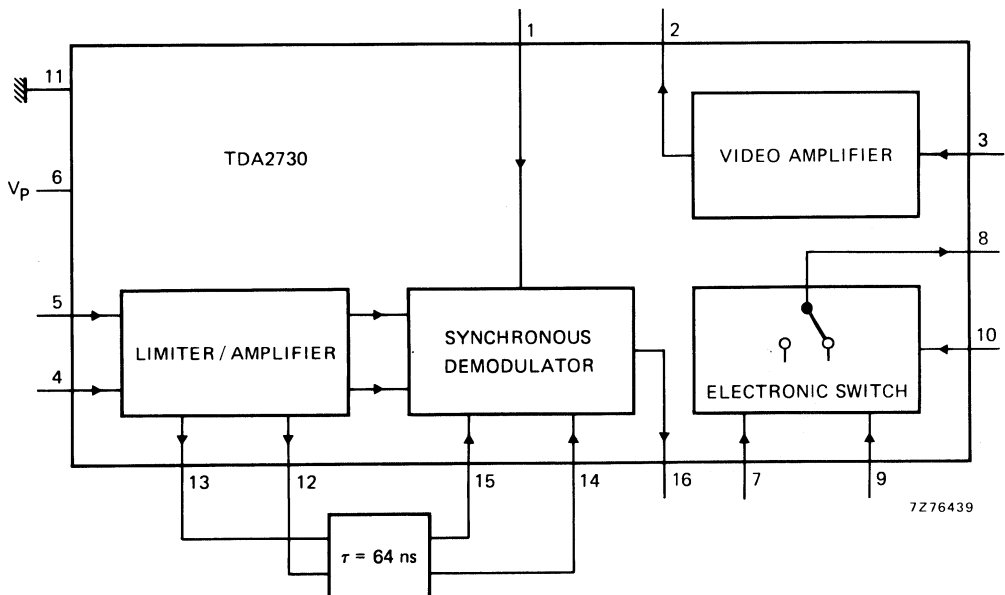 1
2
11
TDA2730
VIDEO AMPLIFIER
3
VP
6
8
5
LIMITER / AMPLIFIER
SYNCHRONOUS
DEMODULATOR
10
4
ELECTRONIC SWITCH
13
12
15
14
16
7
9
7Z76439
τ = 64 ns